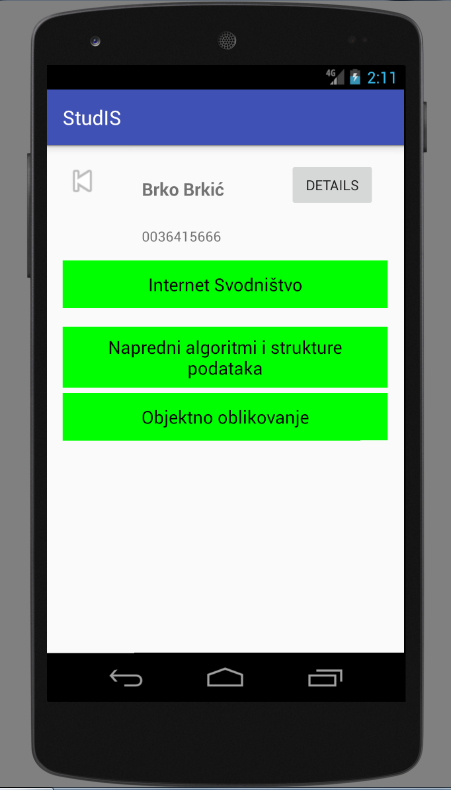 4G 2:11
StudIS
Brko Brkić
DETAILS
0036415666
Internet Svodništvo
Napredni algoritmi i strukture
podataka
Objektno oblikovanje